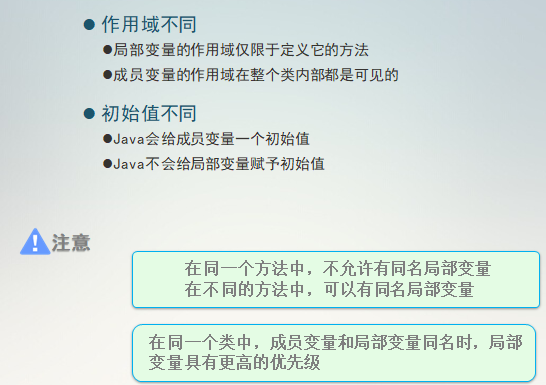 作用域不同
局部变量的作用域仅限于定义它的方法
成员变量的作用域在整个类内部都是可见的
初始值不同
Java会给成员变量一个初始值
Java不会给局部变量赋予初始值
注意
在同一个方法中，不允许有同名局部变量
在不同的方法中，可以有同名局部变量
在同一个类中，成员变量和局部变量同名时，局部
变量具有更高的优先级